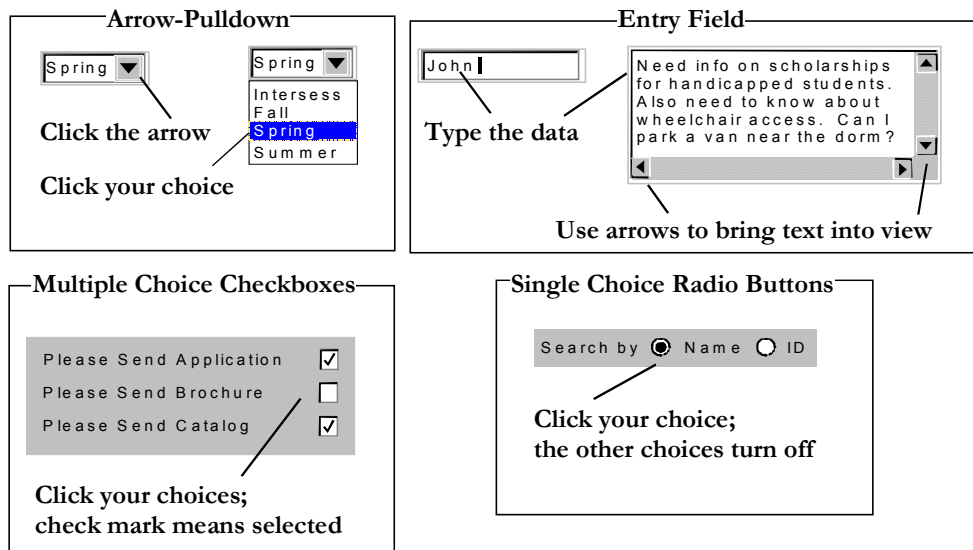 Arrow-Pulldown
Spring
Spring
Intersess
Fall
Spring
Summer
Click the arrow
Click your choice
Entry Field
John
Need info on scholarships
for handicapped students.
Also need to know about
wheelchair access. Can I
park a van near the dorm?
Type the data
Use arrows to bring text into view
Multiple Choice Checkboxes
Please Send Application
Please Send Brochure
Please Send Catalog
Click your choices;
check mark means selected
Single Choice Radio Buttons
Search by Name ID
Click your choice;
the other choices turn off